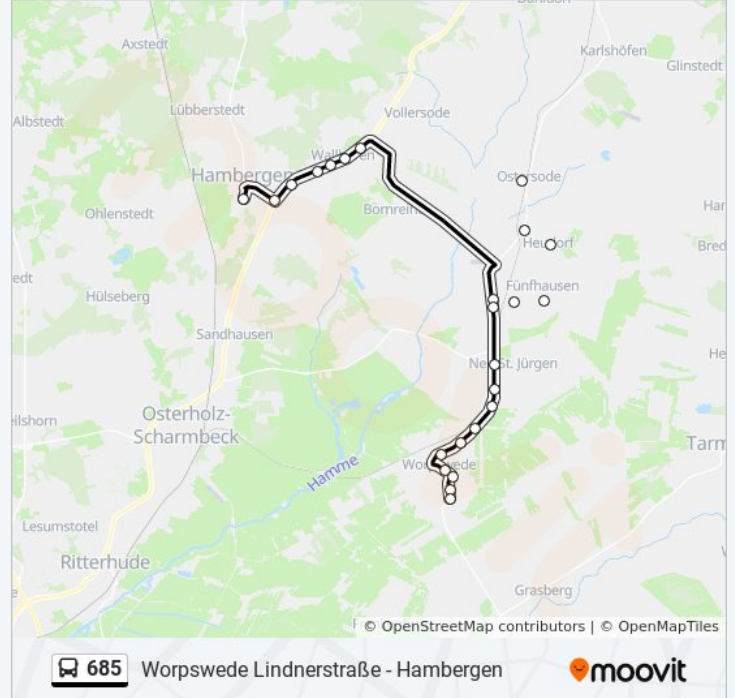 Axstedt
Karlshöfen
Glinstedt
Lübberstedt
Vollersode
Albstedt
Hambergen
Ostersode
Ohlenstedt
Heudorf
Hülseberg
Fünfhausen
Sandhausen
Osterholz-
Scharmbeck
Hamme
Lesumstotel
Ritterhude
Grasberg
© OpenStreetMap contributors | © OpenMapTiles
685 Worpswede Lindnerstraße - Hambergen
moovit